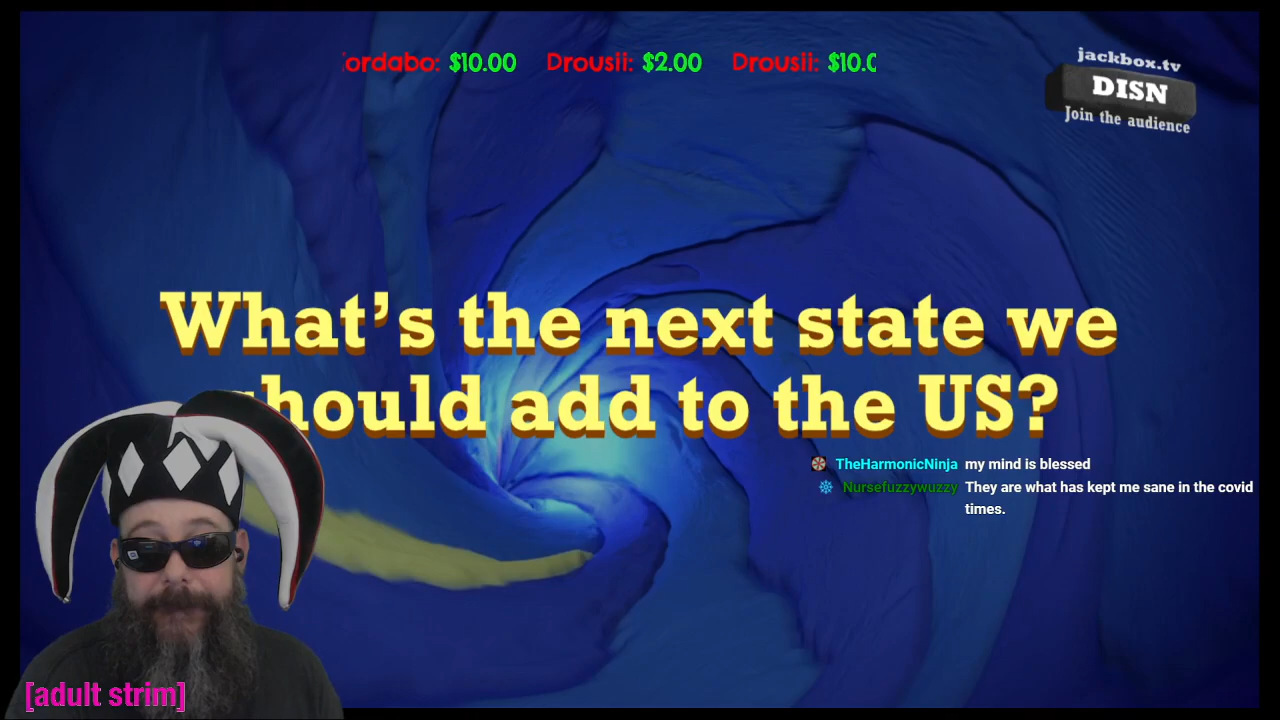 ordabo: $10.00 Drousii: $2.00 Drousii: $10.0
jackbox.tv
DISN
Join the audience
What's the next state we
should add to the US?
TheHarmonicNinja my mind is blessed
Nursefuzzywuzzy They are what has kept me sane in the covid
times.
[adult strim]